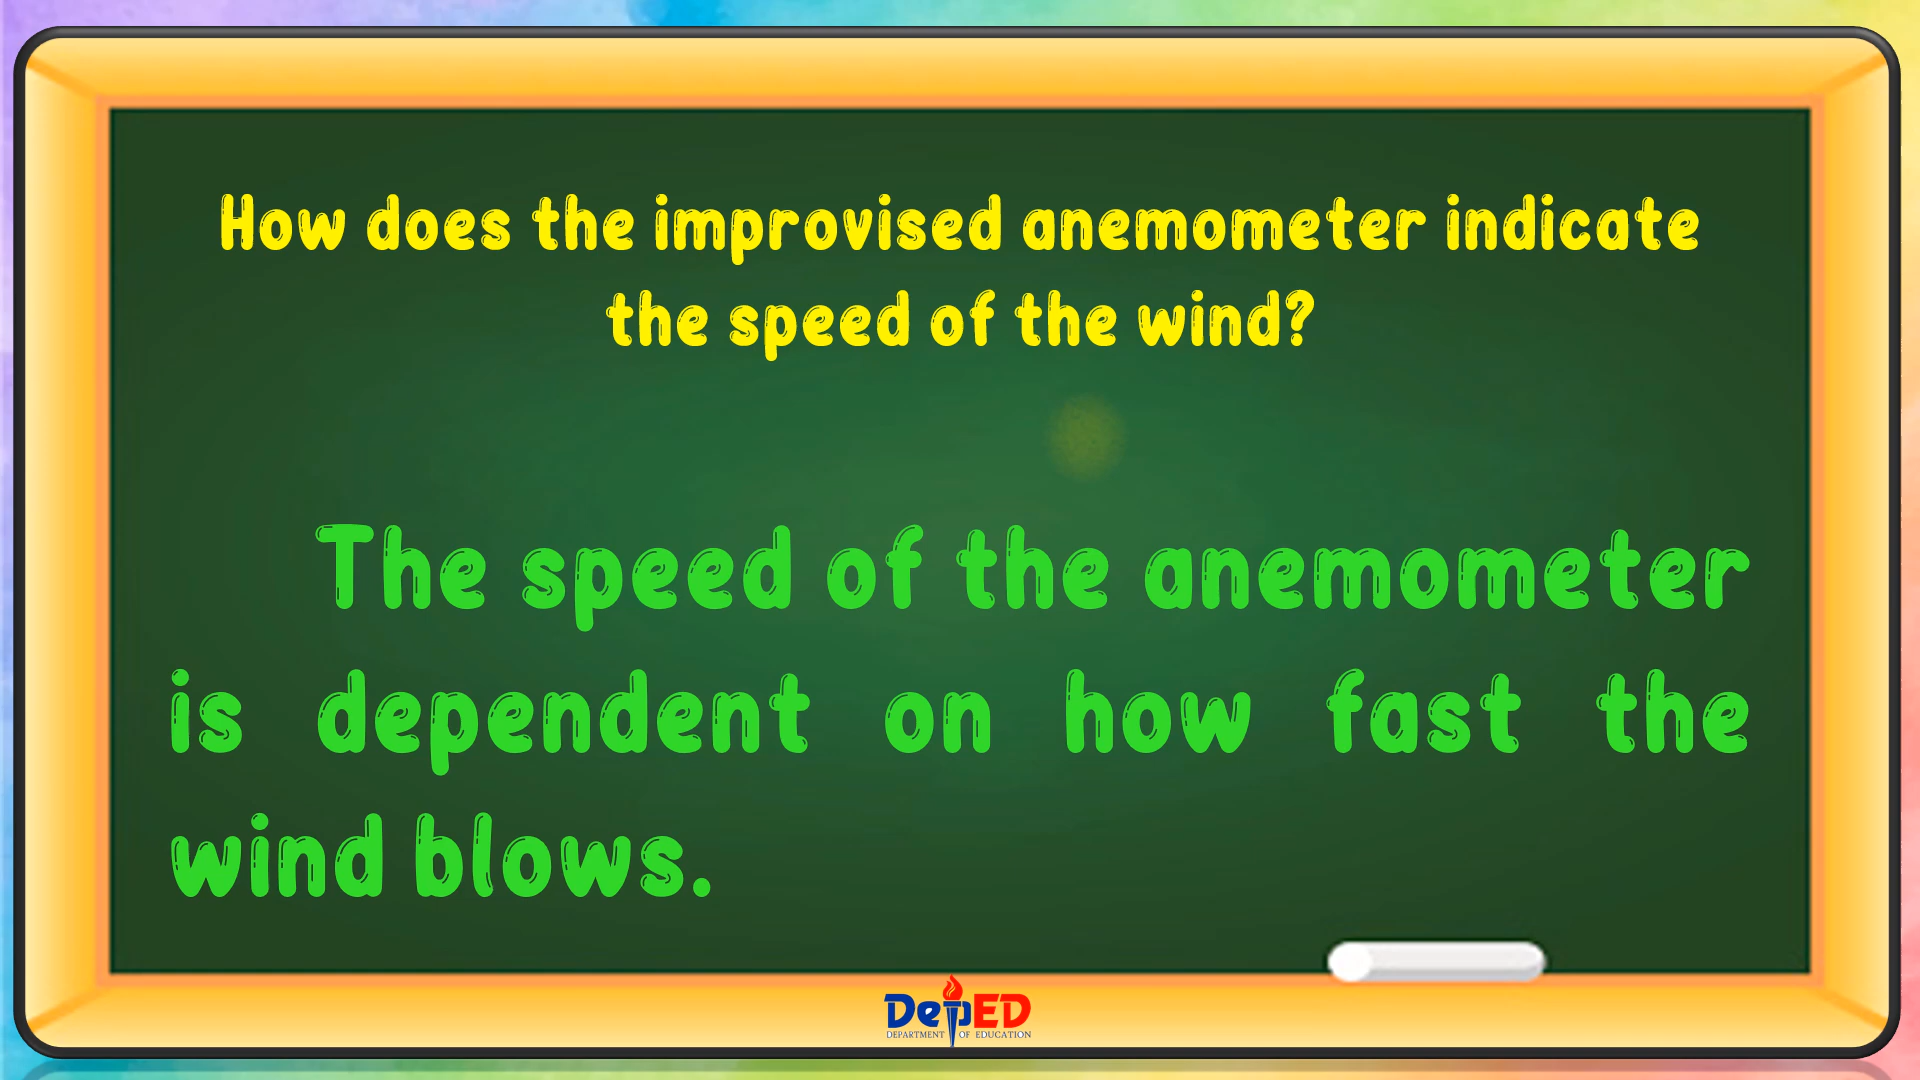 How does the improvised anemometer indicate
the speed of the wind?
The speed of the anemometer
is dependent on how fast the
wind blows.
DepED
DEPARTMENT OF EDUCATION